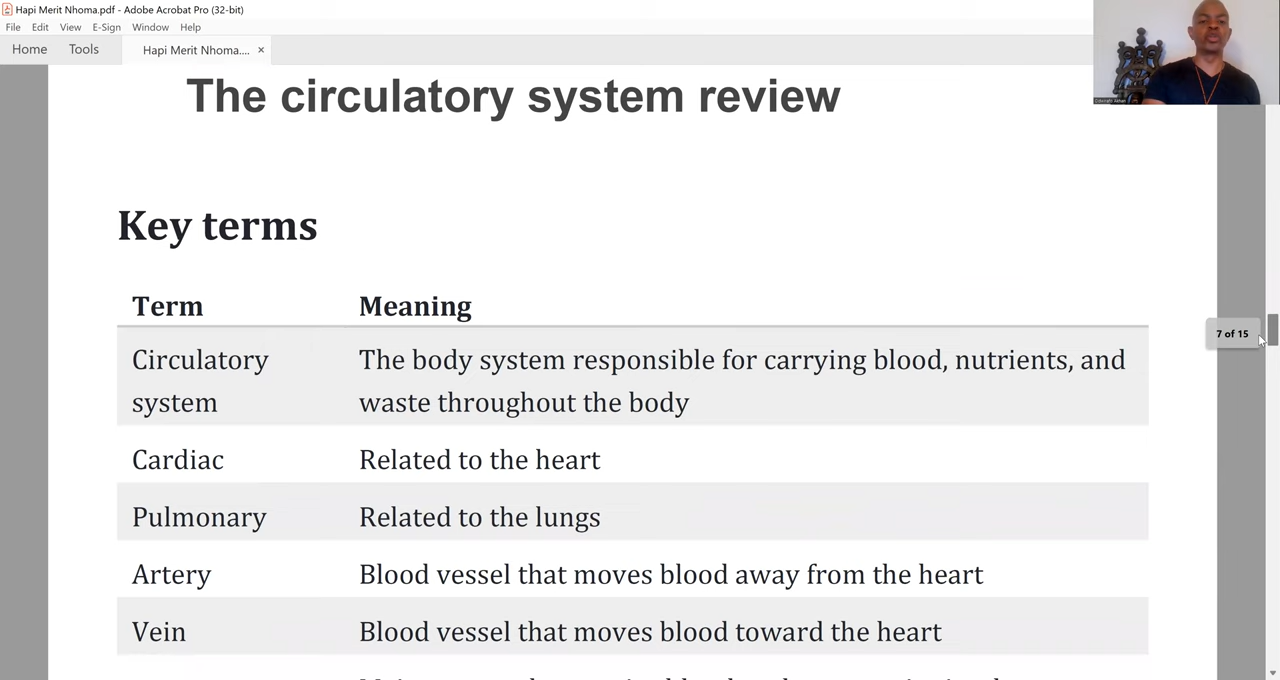 Hapi Merit Nhoma.pdf - Adobe Acrobat Pro (32-bit)
File Edit View E-Sign Window Help
Home Tools Hapi Merit Nhoma.... ×
The circulatory system review
Key terms
Term Meaning
Circulatory system The body system responsible for carrying blood, nutrients, and
waste throughout the body
Cardiac Related to the heart
Pulmonary Related to the lungs
Artery Blood vessel that moves blood away from the heart
Vein Blood vessel that moves blood toward the heart
7 of 15